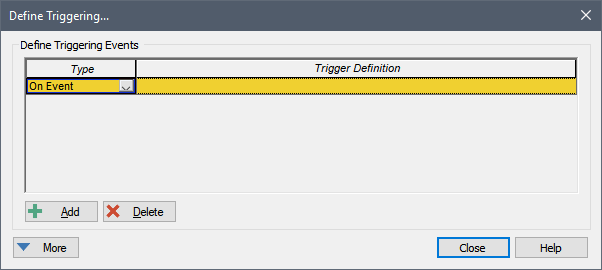 Define Triggering...
Define Triggering Events
Type Trigger Definition
On Event
Add Delete
More Close Help